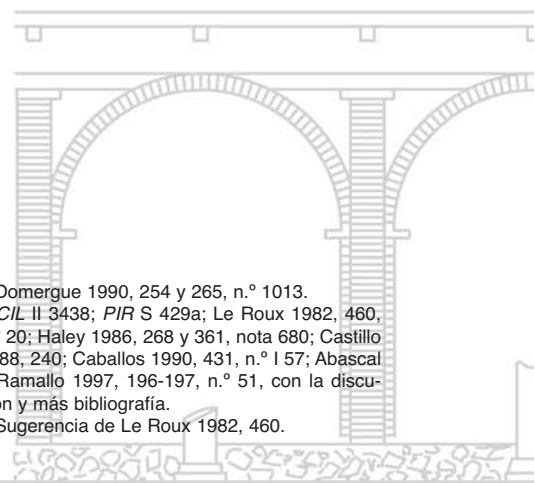 Domergue 1990, 254 y 265, n.º 1013.
CIL II 3438; PIR S 429a; Le Roux 1982, 460,
º 20; Haley 1986, 268 y 361, nota 680; Castillo
88, 240; Caballos 1990, 431, n.º I 57; Abascal
Ramallo 1997, 196-197, n.º 51, con la discu-
ón y más bibliografía.
Sugerencia de Le Roux 1982, 460.